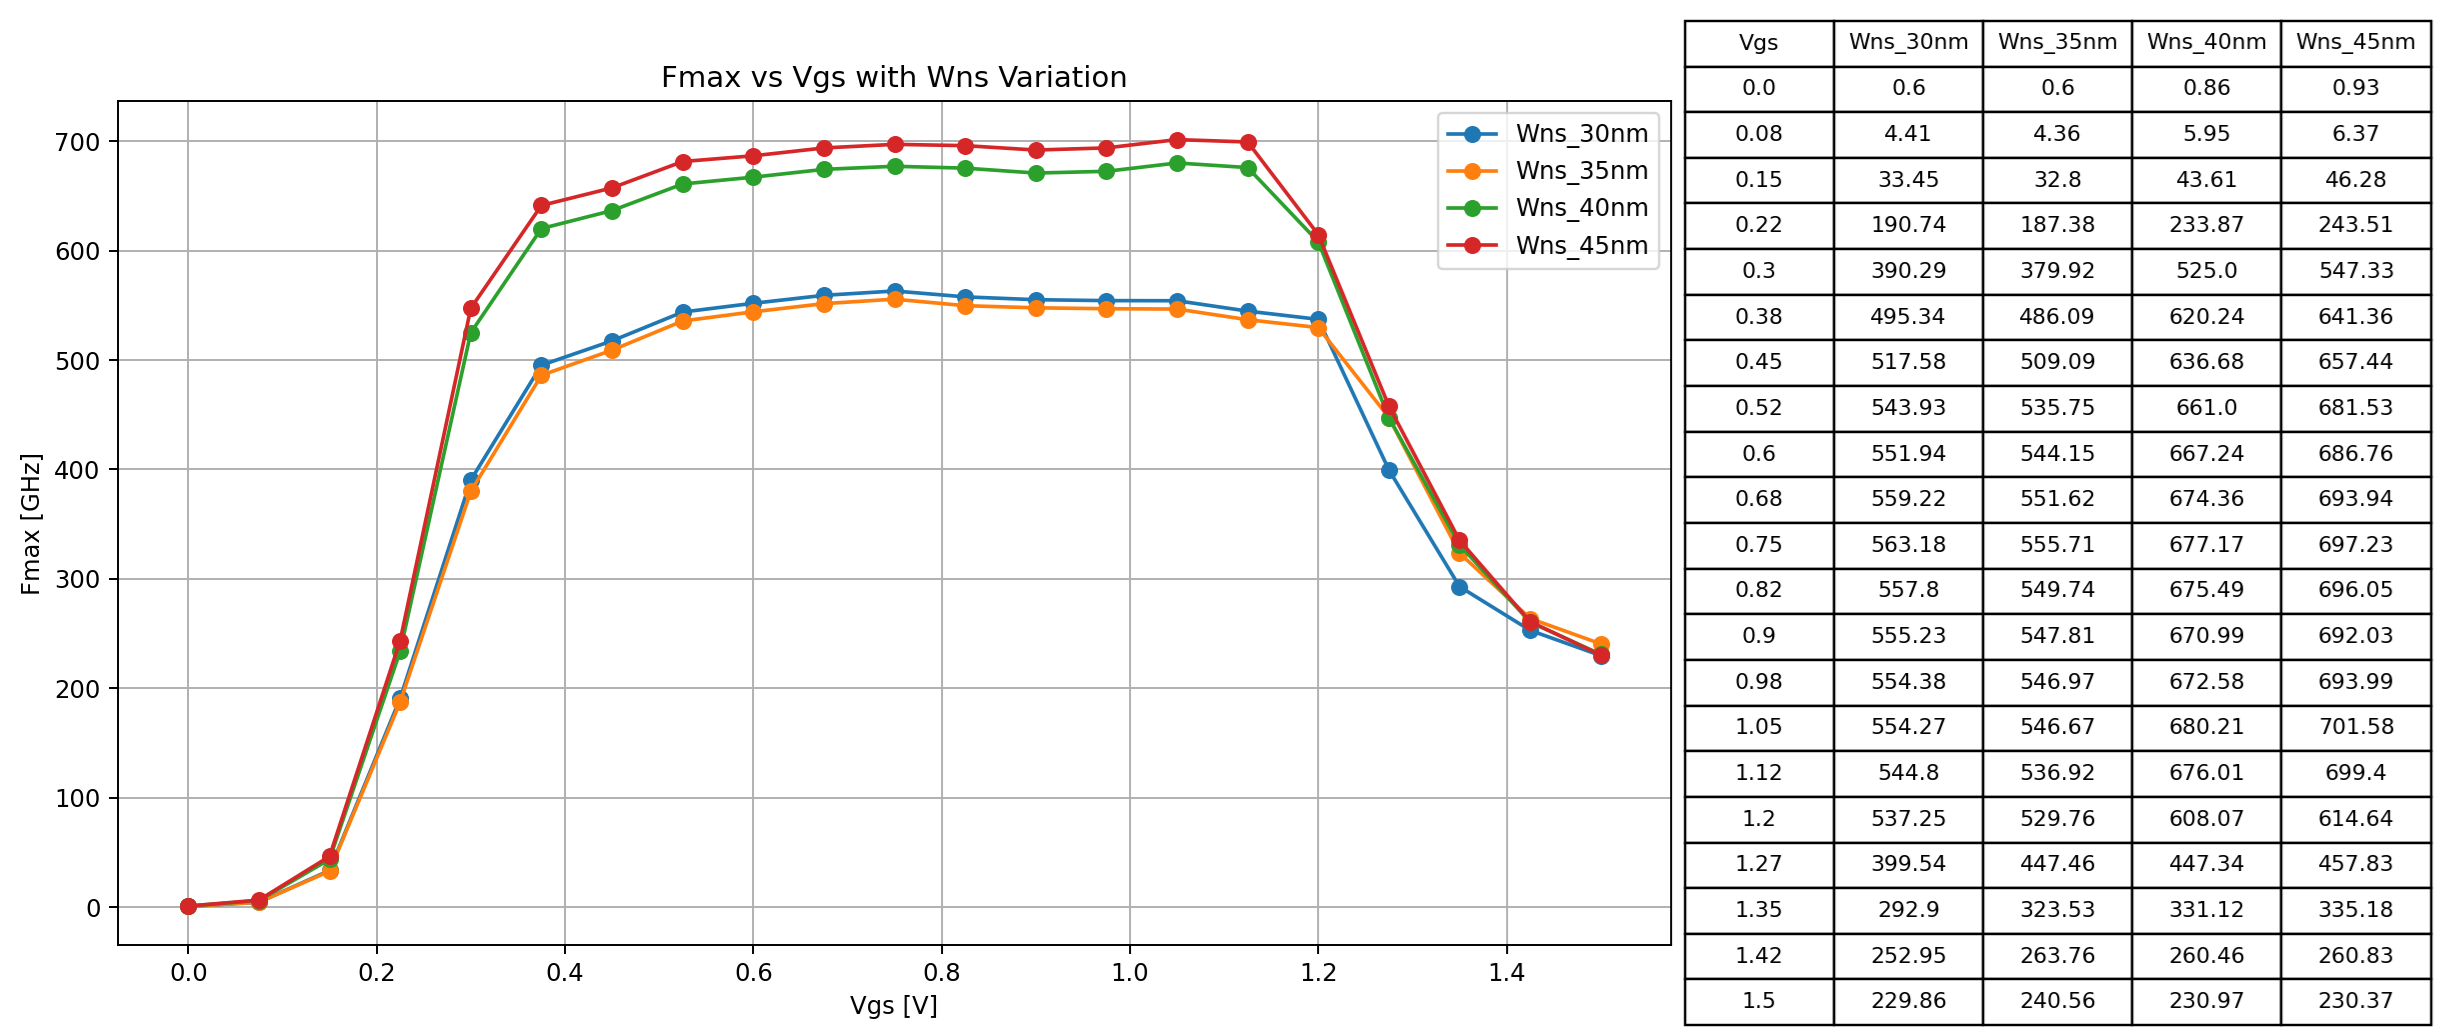 Fmax vs Vgs with Wns Variation
Fmax [GHz]
700
600
500
400
300
200
100
0
0.0 0.2 0.4 0.6 0.8 1.0 1.2 1.4
Vgs [V]
Wns_30nm
Wns_35nm
Wns_40nm
Wns_45nm
Vgs Wns_30nm Wns_35nm Wns_40nm Wns_45nm
0.0 0.6 0.6 0.86 0.93
0.08 4.41 4.36 5.95 6.37
0.15 33.45 32.8 43.61 46.28
0.22 190.74 187.38 233.87 243.51
0.3 390.29 379.92 525.0 547.33
0.38 495.34 486.09 620.24 641.36
0.45 517.58 509.09 636.68 657.44
0.52 543.93 535.75 661.0 681.53
0.6 551.94 544.15 667.24 686.76
0.68 559.22 551.62 674.36 693.94
0.75 563.18 555.71 677.17 697.23
0.82 557.8 549.74 675.49 696.05
0.9 555.23 547.81 670.99 692.03
0.98 554.38 546.97 672.58 693.99
1.05 554.27 546.67 680.21 701.58
1.12 544.8 536.92 676.01 699.4
1.2 537.25 529.76 608.07 614.64
1.27 399.54 447.46 447.34 457.83
1.35 292.9 323.53 331.12 335.18
1.42 252.95 263.76 260.46 260.83
1.5 229.86 240.56 230.97 230.37